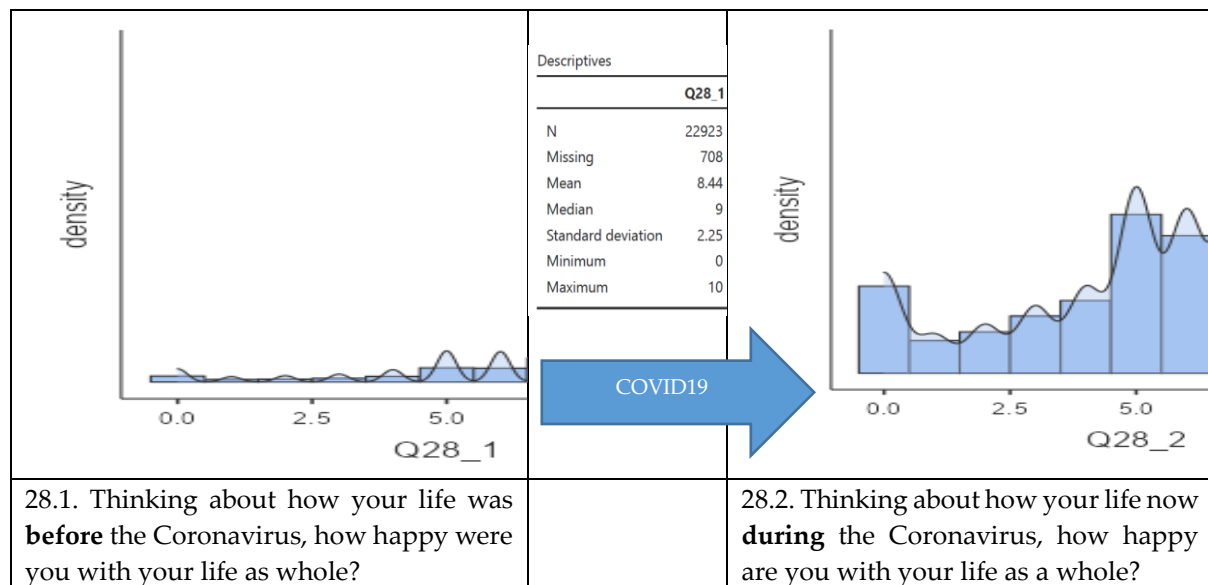 density
0.0 2.5 5.0
Q28_1
Descriptives
Q28_1
N 22923
Missing 708
Mean 8.44
Median 9
Standard deviation 2.25
Minimum 0
Maximum 10
COVID19
density
0.0 2.5 5.0
Q28_2
28.1. Thinking about how your life was
before the Coronavirus, how happy were
you with your life as whole?
28.2. Thinking about how your life now
during the Coronavirus, how happy
are you with your life as a whole?